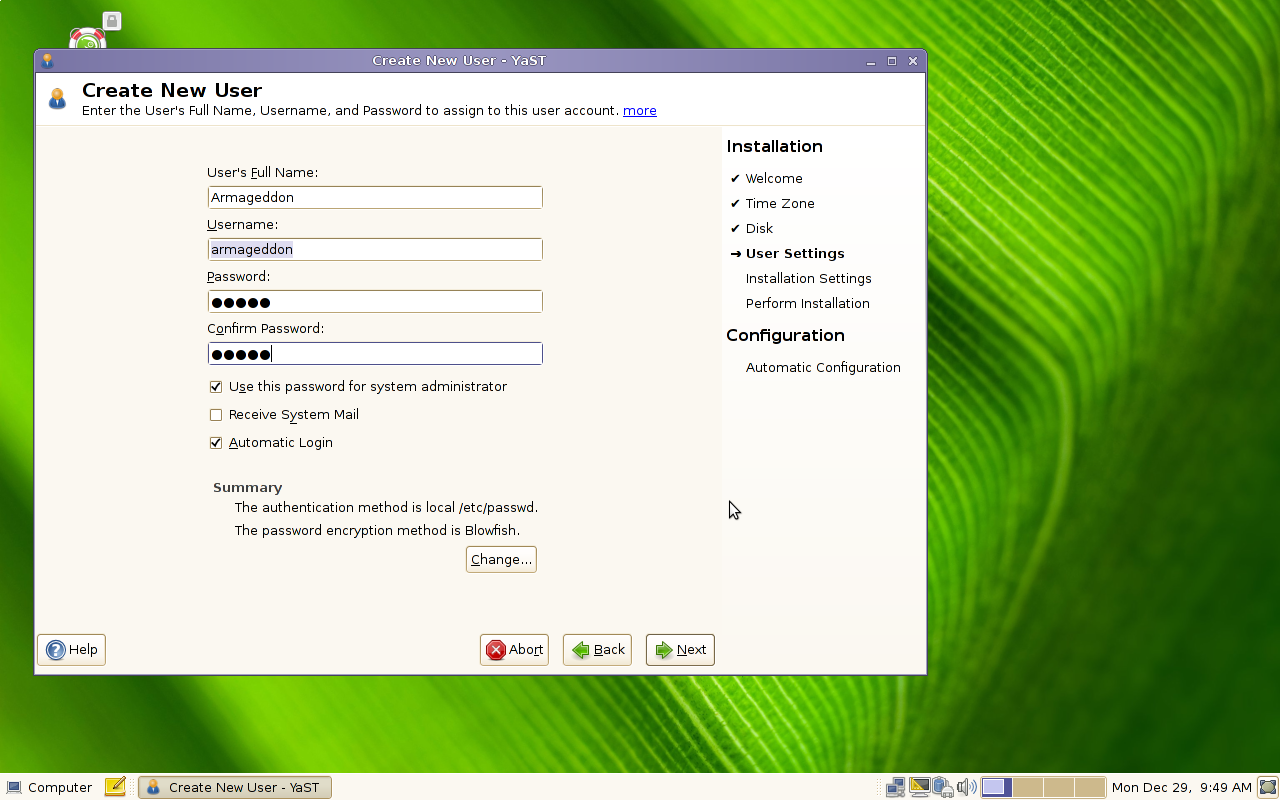 Create New User - YaST
Create New User
Enter the User's Full Name, Username, and Password to assign to this user account. more
User's Full Name:
Armageddon
Username:
armageddon
Password:
●●●●●
Confirm Password:
●●●●●
Use this password for system administrator
Receive System Mail
Automatic Login
Summary
The authentication method is local /etc/passwd.
The password encryption method is Blowfish.
Change...
Help
Abort
Back
Next
Installation
✔ Welcome
✔ Time Zone
✔ Disk
➔ User Settings
Installation Settings
Perform Installation
Configuration
Automatic Configuration
Computer
Create New User - YaST
Mon Dec 29, 9:49 AM